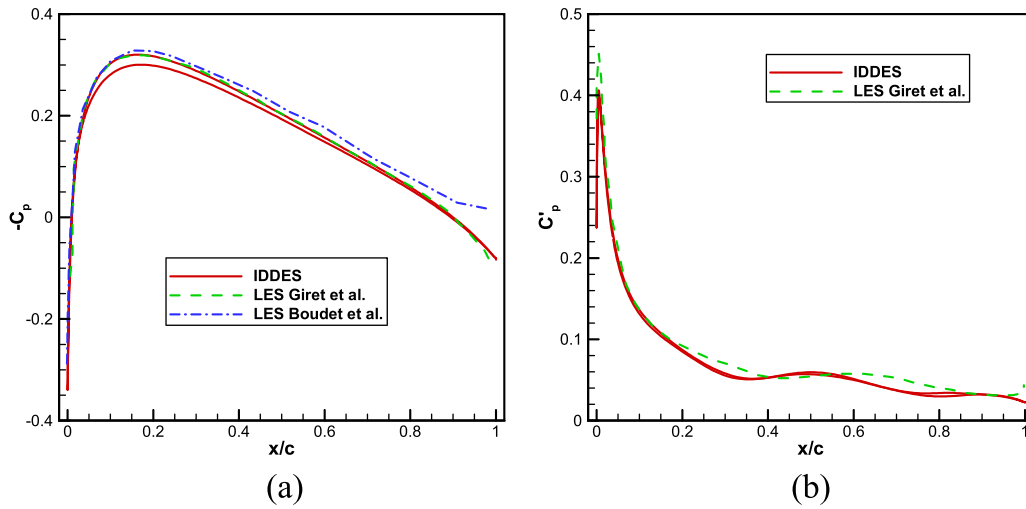 0.4
0.2
0
-0.2
-0.4
-Cp
0
0.2
0.4
0.6
0.8
1
x/c
IDDES
LES Giret et al.
LES Boudet et al.
(a)
0.5
0.4
0.3
0.2
0.1
0
C'p
0
0.2
0.4
0.6
0.8
1
x/c
IDDES
LES Giret et al.
(b)